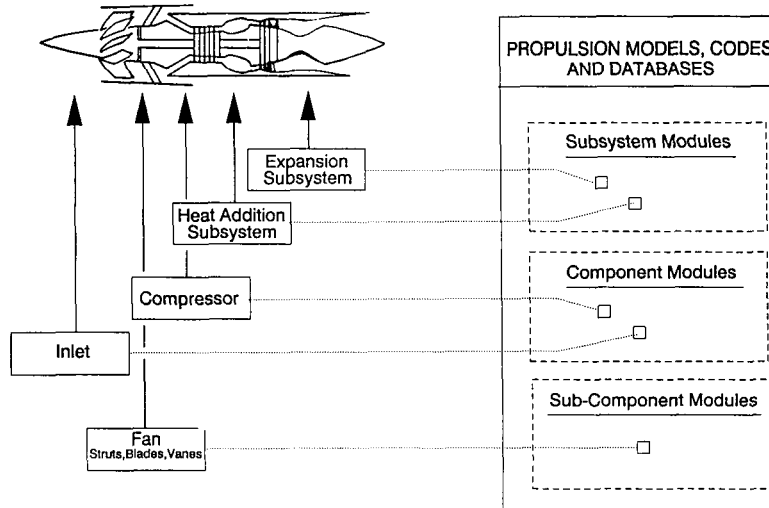 PROPULSION MODELS, CODES
AND DATABASES
Subsystem Modules
Expansion
Subsystem
Heat Addition
Subsystem
Component Modules
Compressor
Inlet
Sub-Component Modules
Fan
Struts,Blades,Vanes